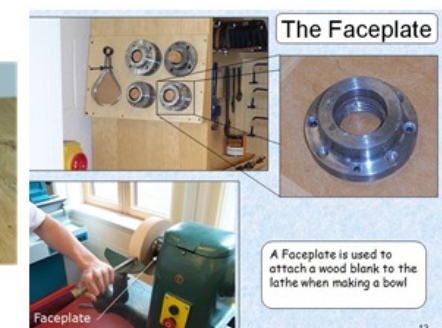 The Faceplate
A Faceplate is used to
attach a wood blank to the
lathe when making a bowl
Faceplate